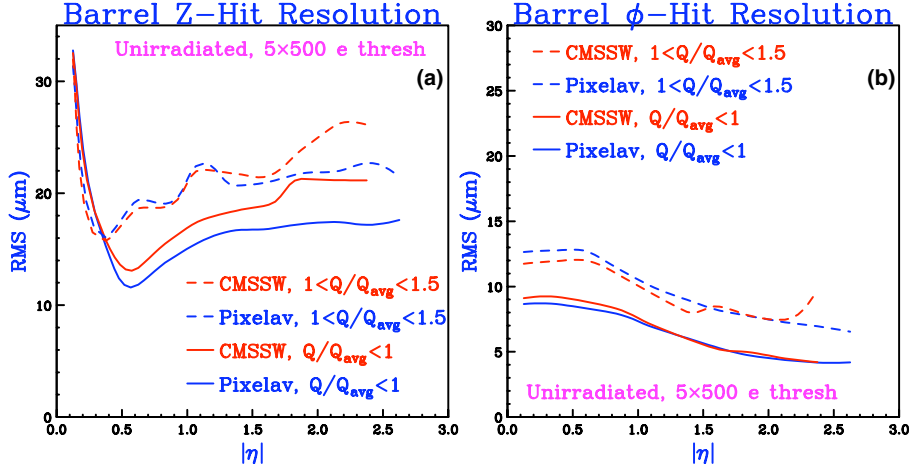 Barrel Z-Hit Resolution
Unirradiated, 5×500 e thresh
(a)
30
20
10
0
RMS (μm)
CMSSW, 1<Q/Qavg<1.5
Pixelav, 1<Q/Qavg<1.5
CMSSW, Q/Qavg<1
Pixelav, Q/Qavg<1
0.0 0.5 1.0 1.5 2.0 2.5 3.0
|η|
Barrel ϕ-Hit Resolution
CMSSW, 1<Q/Qavg<1.5
Pixelav, 1<Q/Qavg<1.5
CMSSW, Q/Qavg<1
Pixelav, Q/Qavg<1
(b)
30
25
20
15
10
5
0
RMS (μm)
Unirradiated, 5×500 e thresh
0.0 0.5 1.0 1.5 2.0 2.5 3.0
|η|